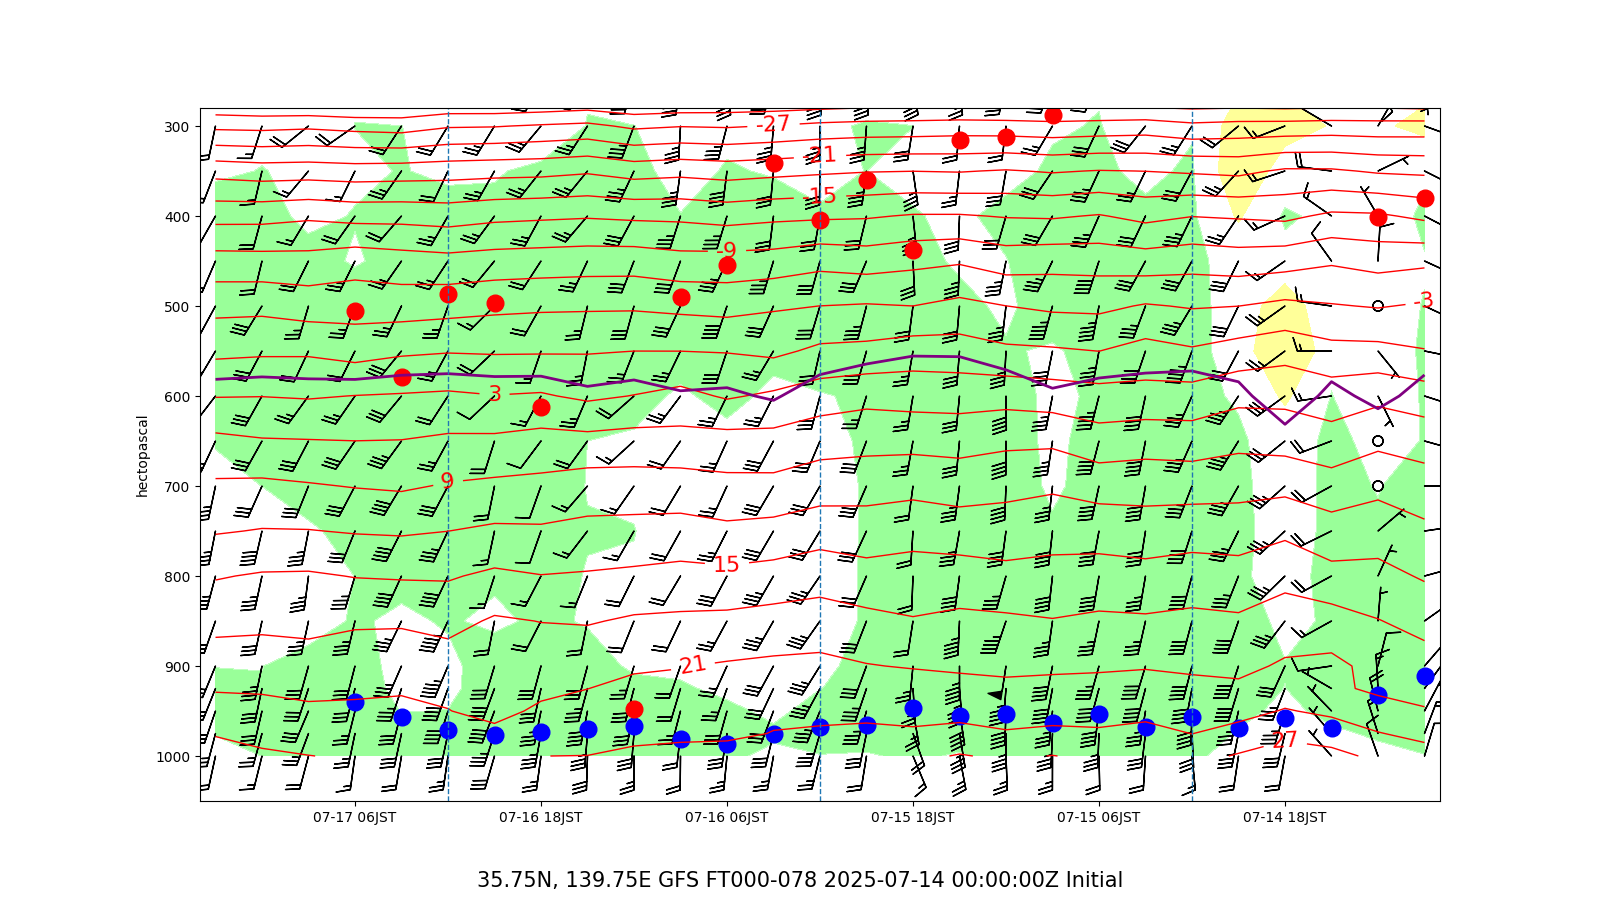 -27
300
-21
-15
400
-9
500
-3
hectopascal
600
3
700
9
800
15
900
21
1000
27
07-17 06JST
07-16 18JST
07-16 06JST
07-15 18JST
07-15 06JST
07-14 18JST
35.75N, 139.75E GFS FT000-078 2025-07-14 00:00:00Z Initial